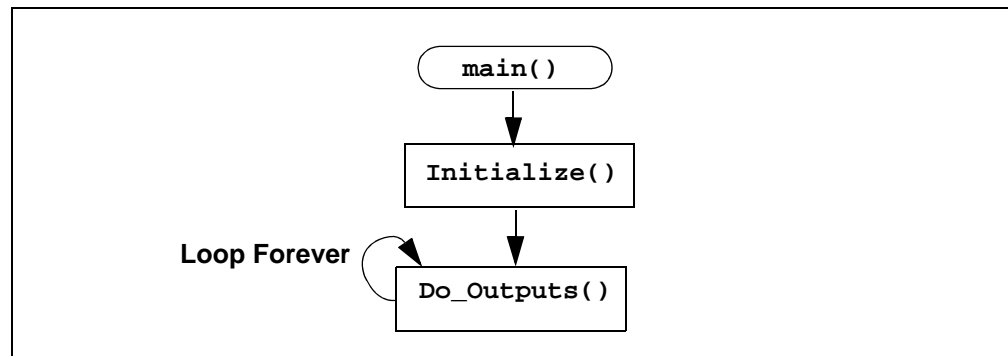 main()
Initialize()
Loop Forever
Do_Outputs()